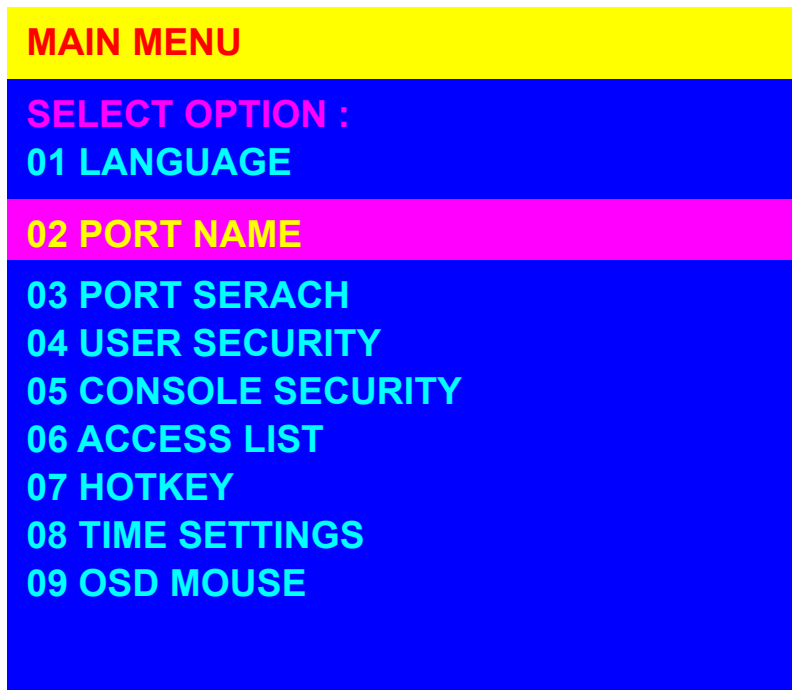 MAIN MENU
SELECT OPTION :
01 LANGUAGE
02 PORT NAME
03 PORT SERACH
04 USER SECURITY
05 CONSOLE SECURITY
06 ACCESS LIST
07 HOTKEY
08 TIME SETTINGS
09 OSD MOUSE